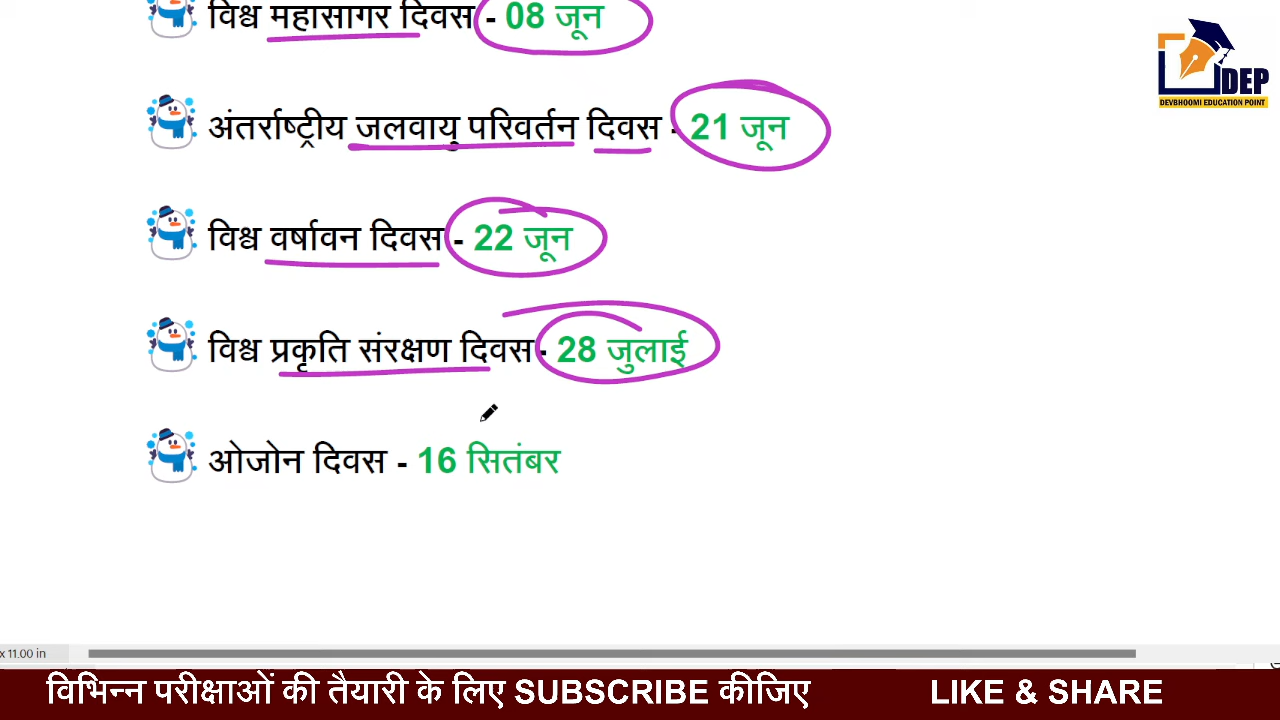 विश्व महासागर दिवस - 08 जून
DEP
DEVBHOOMI EDUCATION POINT
अंतर्राष्ट्रीय जलवायु परिवर्तन दिवस - 21 जून
विश्व वर्षावन दिवस - 22 जून
विश्व प्रकृति संरक्षण दिवस - 28 जुलाई
ओजोन दिवस - 16 सितंबर
x 11.00 in
विभिन्न परीक्षाओं की तैयारी के लिए SUBSCRIBE कीजिए LIKE & SHARE